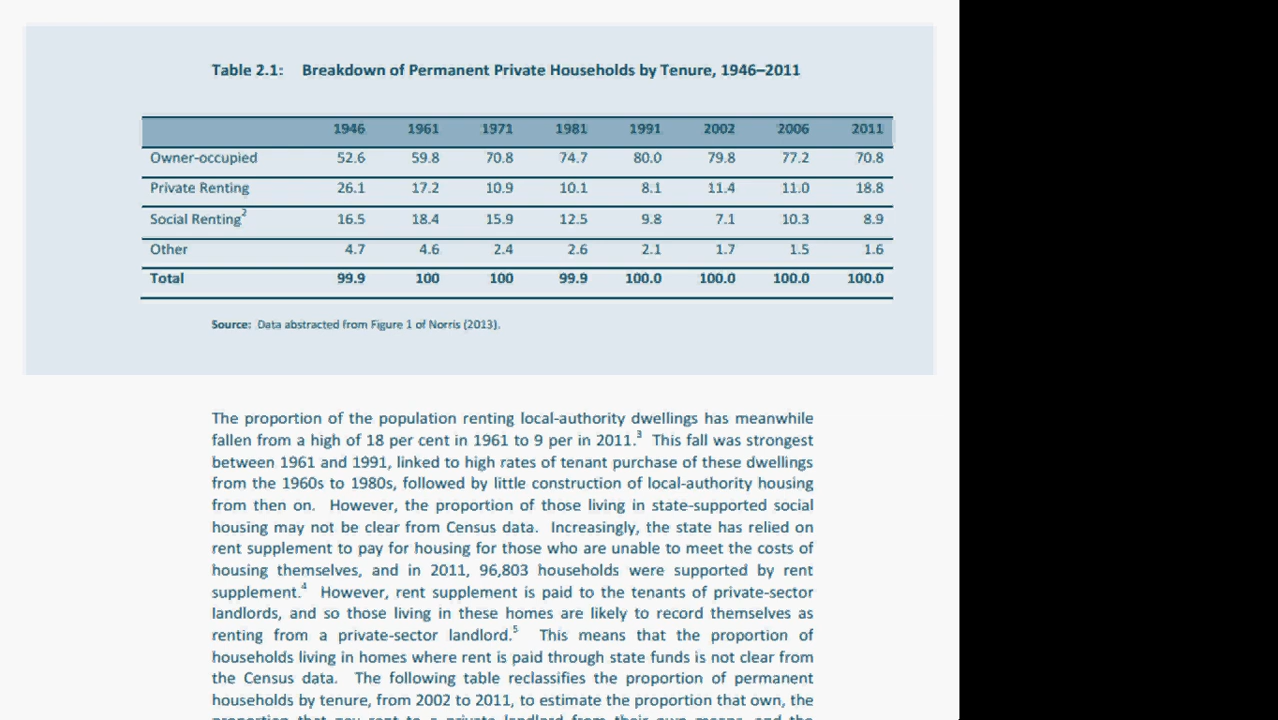 Table 2.1: Breakdown of Permanent Private Households by Tenure, 1946–2011
1946 1961 1971 1981 1991 2002 2006 2011
Owner-occupied 52.6 59.8 70.8 74.7 80.0 79.8 77.2 70.8
Private Renting 26.1 17.2 10.9 10.1 8.1 11.4 11.0 18.8
Social Renting² 16.5 18.4 15.9 12.5 9.8 7.1 10.3 8.9
Other 4.7 4.6 2.4 2.6 2.1 1.7 1.5 1.6
Total 99.9 100 100 99.9 100.0 100.0 100.0 100.0
Source: Data abstracted from Figure 1 of Norris (2013).
The proportion of the population renting local-authority dwellings has meanwhile
fallen from a high of 18 per cent in 1961 to 9 per in 2011.³ This fall was strongest
between 1961 and 1991, linked to high rates of tenant purchase of these dwellings
from the 1960s to 1980s, followed by little construction of local-authority housing
from then on. However, the proportion of those living in state-supported social
housing may not be clear from Census data. Increasingly, the state has relied on
rent supplement to pay for housing for those who are unable to meet the costs of
housing themselves, and in 2011, 96,803 households were supported by rent
supplement.⁴ However, rent supplement is paid to the tenants of private-sector
landlords, and so those living in these homes are likely to record themselves as
renting from a private-sector landlord.⁵ This means that the proportion of
households living in homes where rent is paid through state funds is not clear from
the Census data. The following table reclassifies the proportion of permanent
households by tenure, from 2002 to 2011, to estimate the proportion that own, the
proportion that pay rent to a private landlord from their own means, and the